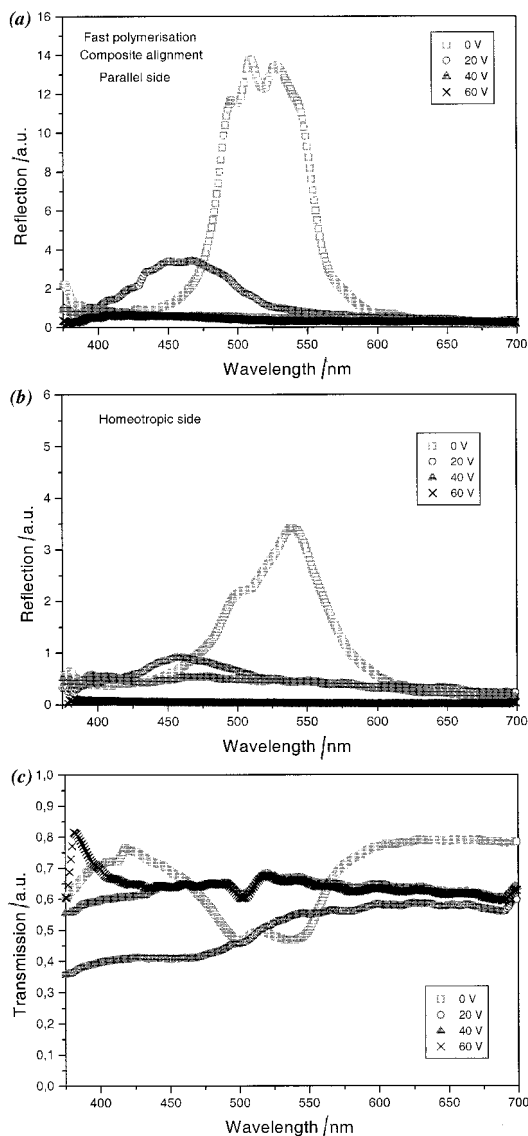 (a)
Fast polymerisation
Composite alignment
Parallel side
0 V
20 V
40 V
60 V
16
14
12
10
8
6
4
2
0
Reflection /a.u.
400 450 500 550 600 650 700
Wavelength /nm
(b)
Homeotropic side
0 V
20 V
40 V
60 V
6
5
4
3
2
1
0
Reflection /a.u.
400 450 500 550 600 650 700
Wavelength /nm
(c)
1,0
0,9
0,8
0,7
0,6
0,5
0,4
0,3
0,2
0,1
0,0
Transmission /a.u.
0 V
20 V
40 V
60 V
400 450 500 550 600 650 700
Wavelength /nm